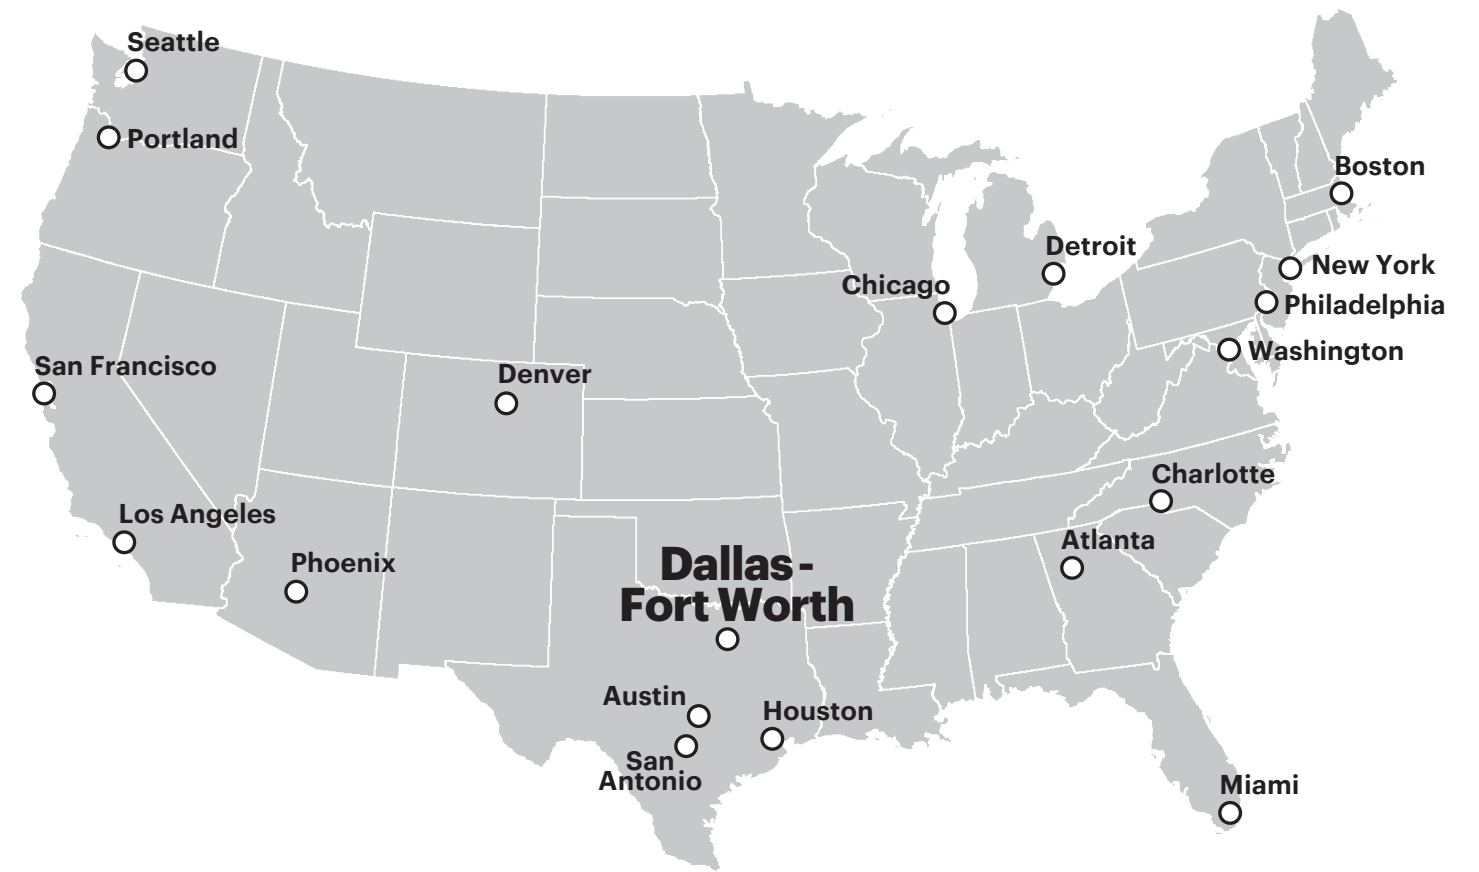 Seattle
Portland
Boston
Detroit
New York
Chicago
Philadelphia
Washington
San Francisco
Denver
Charlotte
Los Angeles
Atlanta
Phoenix
Dallas-
Fort Worth
Austin
Houston
San
Antonio
Miami